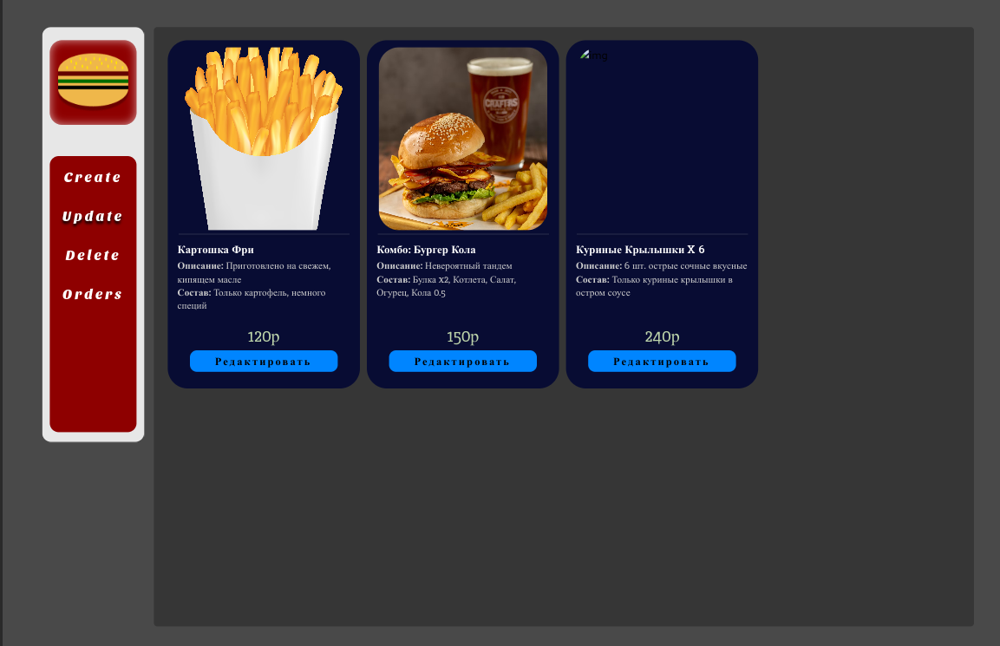 Create
Update
Delete
Orders
Картошка Фри
Описание: Приготовлено на свежем,
кипящем масле
Состав: Только картофель, немного
специй
120р
Редактировать
CRAFTERS
Комбо: Бургер Кола
Описание: Невероятный тандем
Состав: Булка x2, Котлета, Салат,
Огурец, Кола 0.5
150р
Редактировать
img
Куриные Крылышки X 6
Описание: 6 шт. острые сочные вкусные
Состав: Только куриные крылышки в
остром соусе
240р
Редактировать